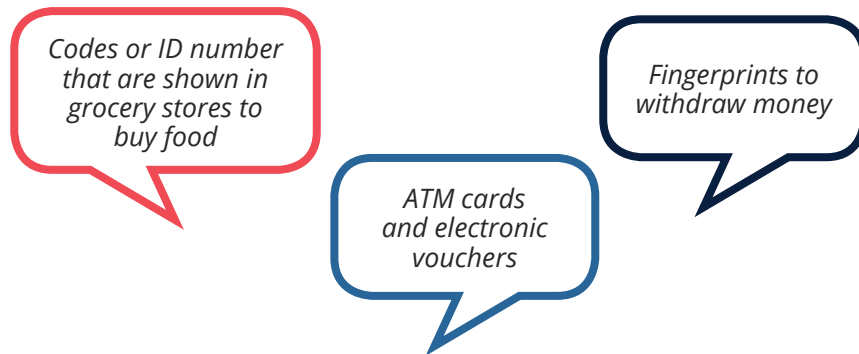 Codes or ID number
that are shown in
grocery stores to
buy food
Fingerprints to
withdraw money
ATM cards
and electronic
vouchers